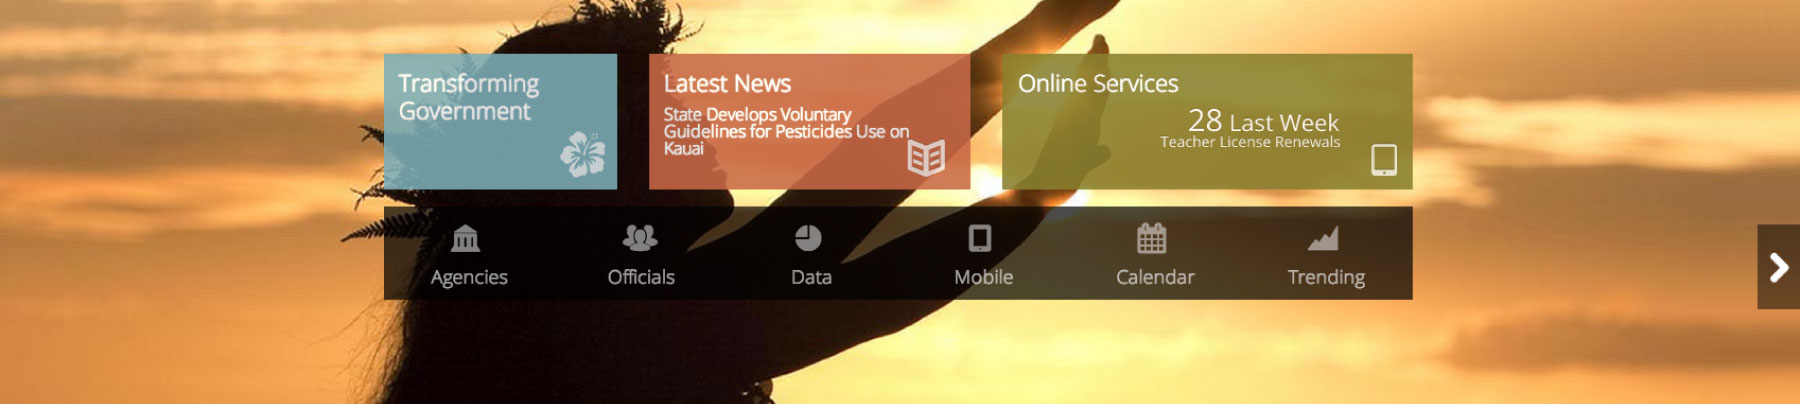 Transforming
Government
Latest News
State Develops Voluntary
Guidelines for Pesticides Use on
Kauai
Online Services
28 Last Week
Teacher License Renewals
Agencies
Officials
Data
Mobile
Calendar
Trending